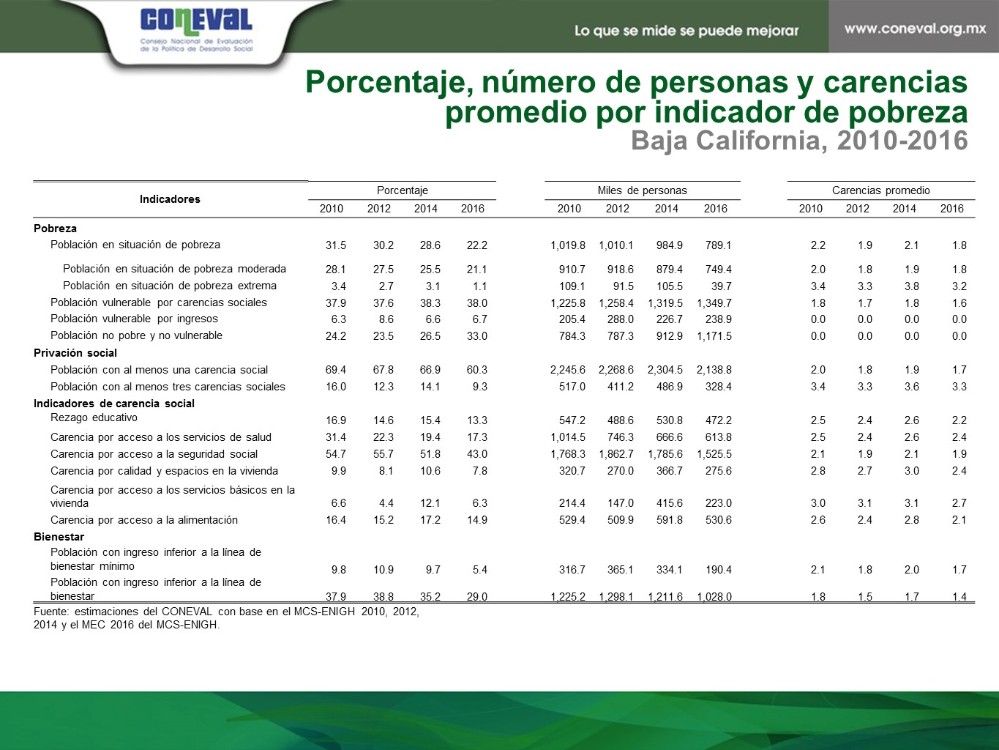 CONEVAL
Consejo Nacional de Evaluación
de la Política de Desarrollo Social
Lo que se mide se puede mejorar
www.coneval.org.mx
Porcentaje, número de personas y carencias
promedio por indicador de pobreza
Baja California, 2010-2016
Indicadores Porcentaje Miles de personas Carencias promedio
2010 2012 2014 2016 2010 2012 2014 2016 2010 2012 2014 2016
Pobreza
Población en situación de pobreza 31.5 30.2 28.6 22.2 1,019.8 1,010.1 984.9 789.1 2.2 1.9 2.1 1.8
Población en situación de pobreza moderada 28.1 27.5 25.5 21.1 910.7 918.6 879.4 749.4 2.0 1.8 1.9 1.8
Población en situación de pobreza extrema 3.4 2.7 3.1 1.1 109.1 91.5 105.5 39.7 3.4 3.3 3.8 3.2
Población vulnerable por carencias sociales 37.9 37.6 38.3 38.0 1,225.8 1,258.4 1,319.5 1,349.7 1.8 1.7 1.8 1.6
Población vulnerable por ingresos 6.3 8.6 6.6 6.7 205.4 288.0 226.7 238.9 0.0 0.0 0.0 0.0
Población no pobre y no vulnerable 24.2 23.5 26.5 33.0 784.3 787.3 912.9 1,171.5 0.0 0.0 0.0 0.0
Privación social
Población con al menos una carencia social 69.4 67.8 66.9 60.3 2,245.6 2,268.6 2,304.5 2,138.8 2.0 1.8 1.9 1.7
Población con al menos tres carencias sociales 16.0 12.3 14.1 9.3 517.0 411.2 486.9 328.4 3.4 3.3 3.6 3.3
Indicadores de carencia social
Rezago educativo 16.9 14.6 15.4 13.3 547.2 488.6 530.8 472.2 2.5 2.4 2.6 2.2
Carencia por acceso a los servicios de salud 31.4 22.3 19.4 17.3 1,014.5 746.3 666.6 613.8 2.5 2.4 2.6 2.4
Carencia por acceso a la seguridad social 54.7 55.7 51.8 43.0 1,768.3 1,862.7 1,785.6 1,525.5 2.1 1.9 2.1 1.9
Carencia por calidad y espacios en la vivienda 9.9 8.1 10.6 7.8 320.7 270.0 366.7 275.6 2.8 2.7 3.0 2.4
Carencia por acceso a los servicios básicos en la
vivienda 6.6 4.4 12.1 6.3 214.4 147.0 415.6 223.0 3.0 3.1 3.1 2.7
Carencia por acceso a la alimentación 16.4 15.2 17.2 14.9 529.4 509.9 591.8 530.6 2.6 2.4 2.8 2.1
Bienestar
Población con ingreso inferior a la línea de
bienestar mínimo 9.8 10.9 9.7 5.4 316.7 365.1 334.1 190.4 2.1 1.8 2.0 1.7
Población con ingreso inferior a la línea de
bienestar 37.9 38.8 35.2 29.0 1,225.2 1,298.1 1,211.6 1,028.0 1.8 1.5 1.7 1.4
Fuente: estimaciones del CONEVAL con base en el MCS-ENIGH 2010, 2012,
2014 y el MEC 2016 del MCS-ENIGH.